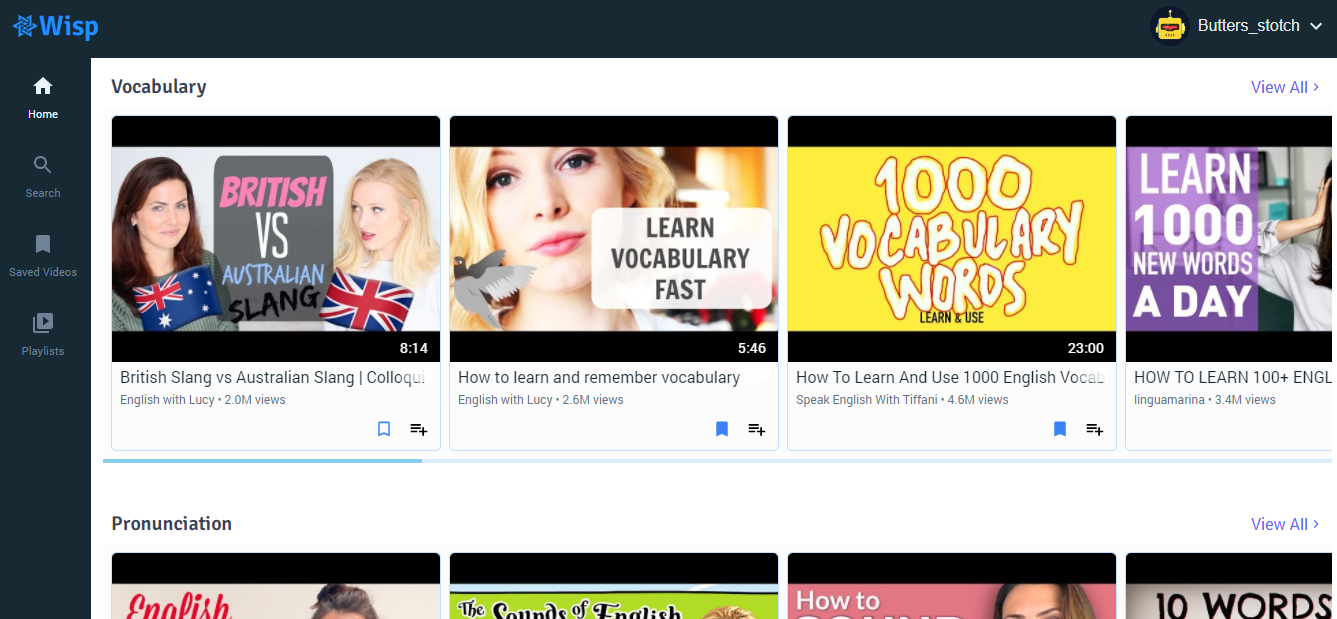 Wisp
Butters_stotch
Home
Search
Saved Videos
Playlists
Vocabulary
View All
BRITISH
VS
AUSTRALIAN
SLANG
8:14
British Slang vs Australian Slang | Colloqui
English with Lucy • 2.0M views
LEARN
VOCABULARY
FAST
5:46
How to learn and remember vocabulary
English with Lucy • 2.6M views
1000
VOCABULARY
WORDS
LEARN & USE
23:00
How To Learn And Use 1000 English Vocab
Speak English With Tiffani • 4.6M views
LEARN
1000
NEW WORDS
A DAY
HOW TO LEARN 100+ ENGL
linguamarina • 3.4M views
Pronunciation
View All
English
The Sounds of English
How to
SOUND
10 WORDS